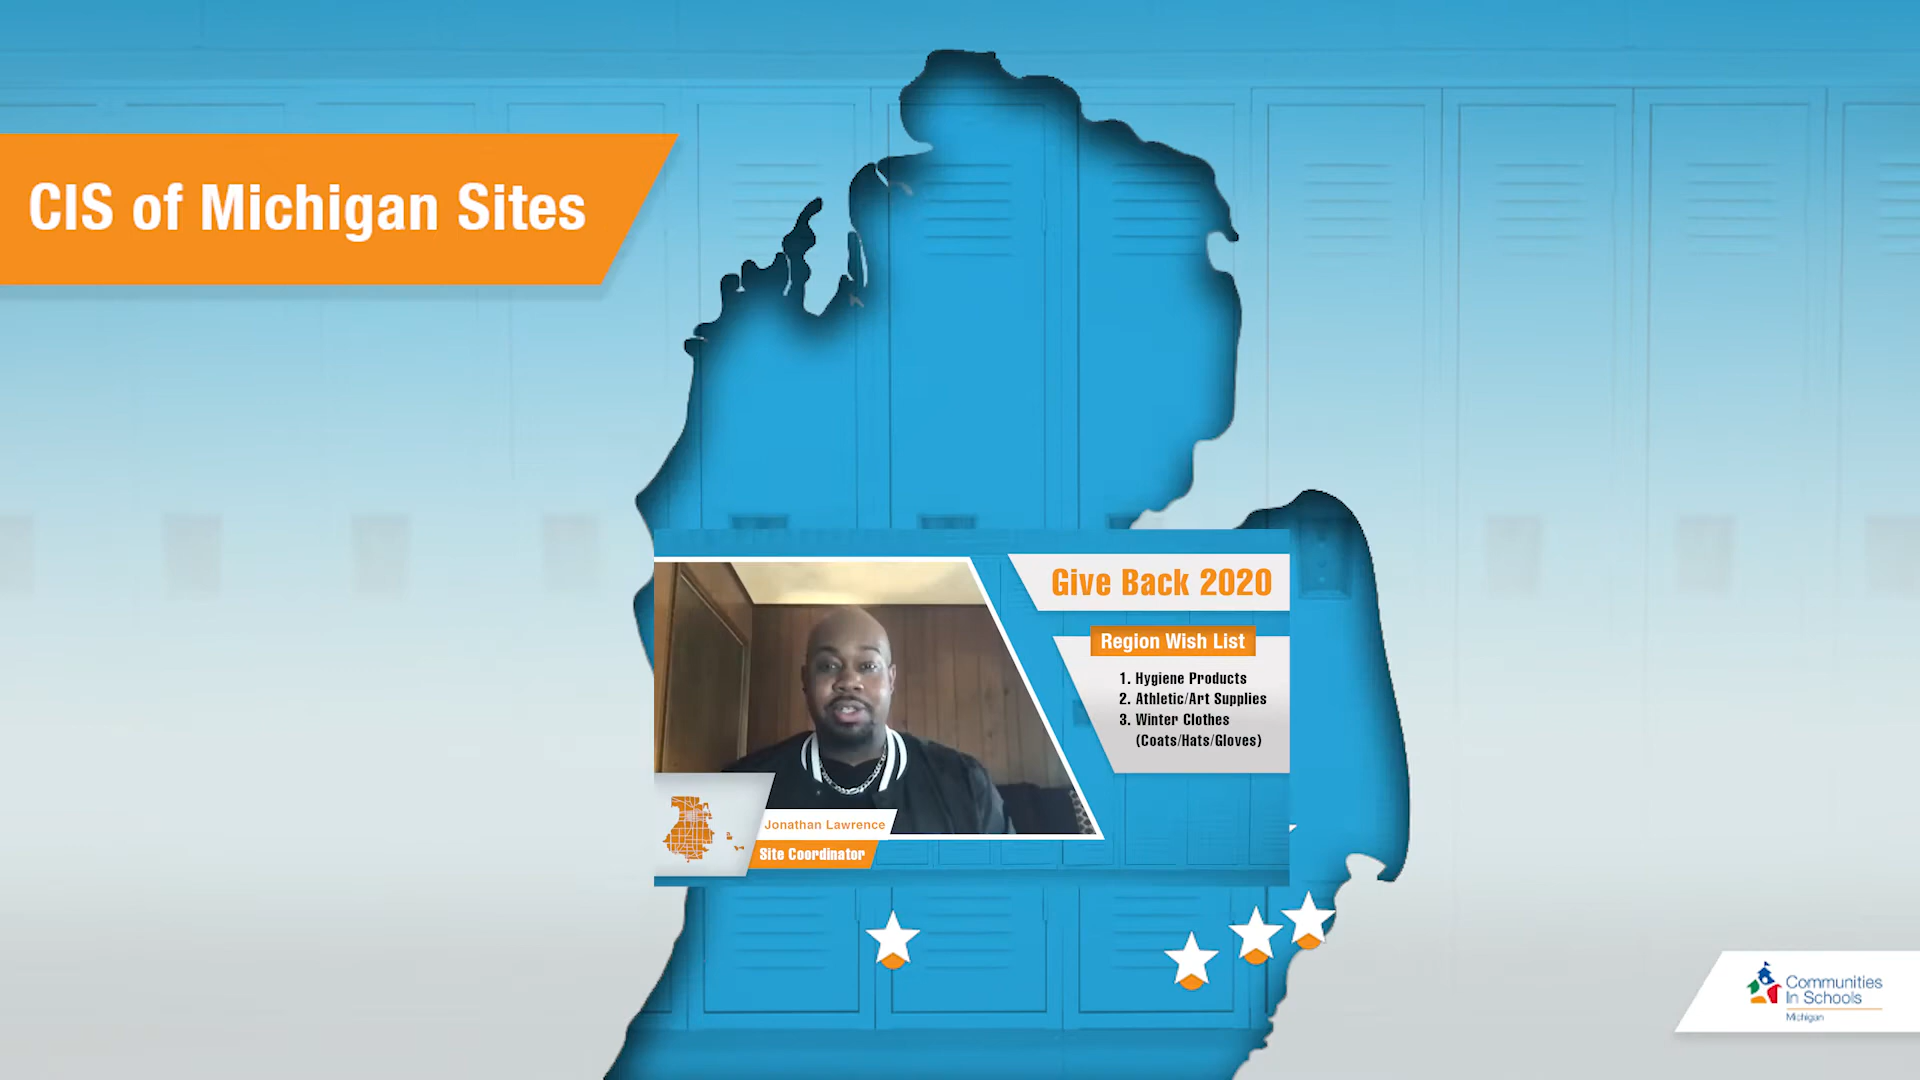 CIS of Michigan Sites
Give Back 2020
Region Wish List
1. Hygiene Products
2. Athletic/Art Supplies
3. Winter Clothes
(Coats/Hats/Gloves)
Jonathan Lawrence
Site Coordinator
Communities
In Schools
Michigan